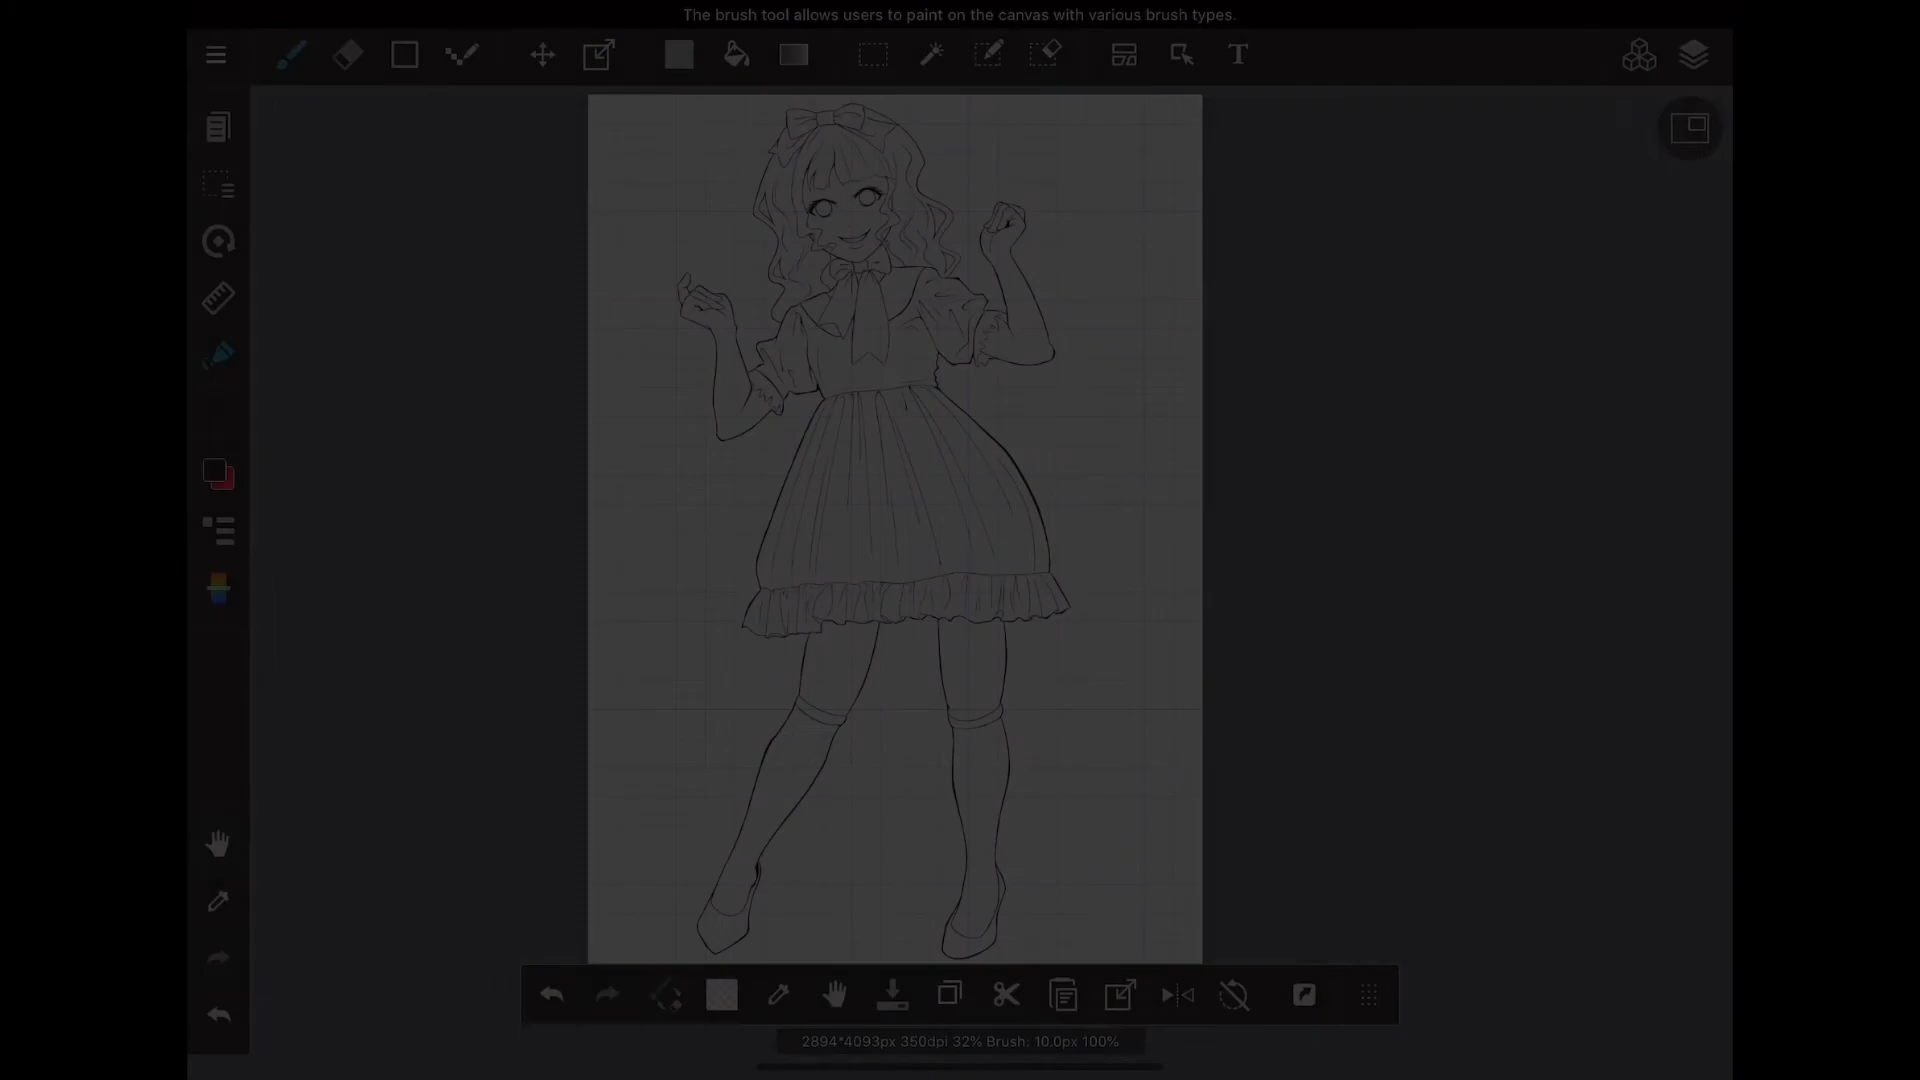 The brush tool allows users to paint on the canvas with various brush types.
T
2894*4093px 350dpi 32% Brush: 10.0px 100%